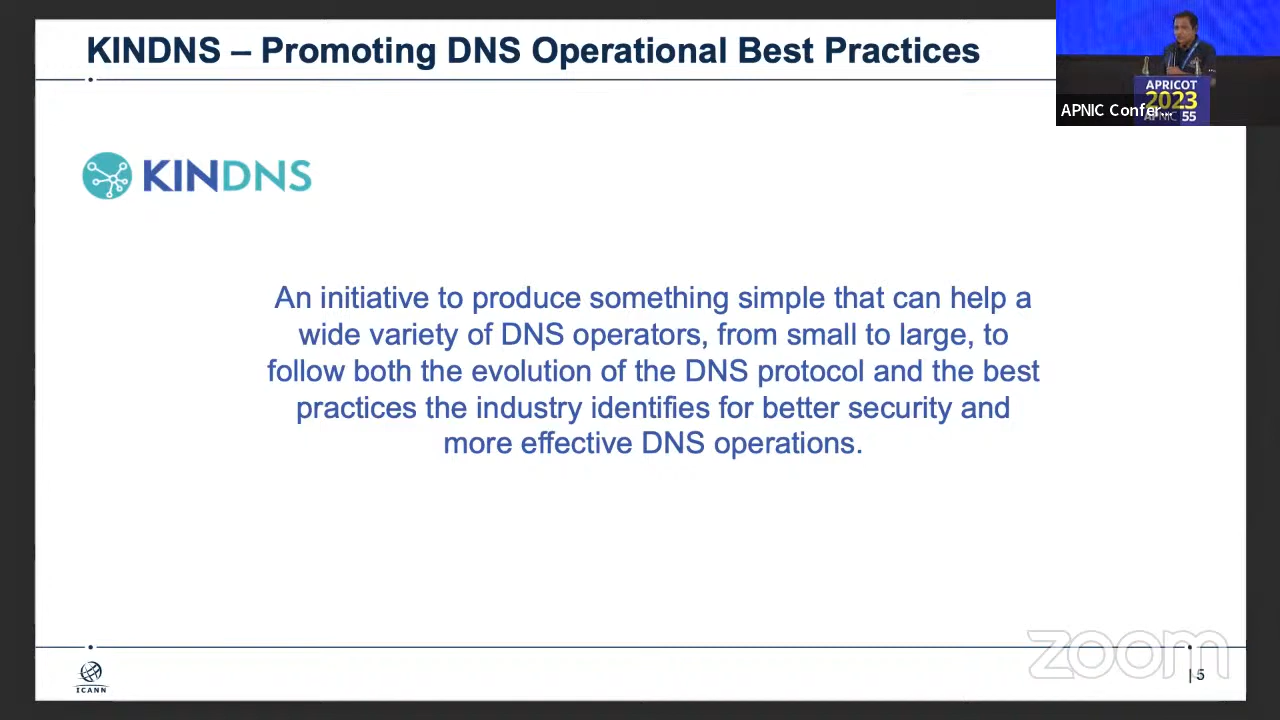 KINDNS – Promoting DNS Operational Best Practices
APRICOT
2023
APNIC 55
APNIC Confer...
KINDNS
An initiative to produce something simple that can help a
wide variety of DNS operators, from small to large, to
follow both the evolution of the DNS protocol and the best
practices the industry identifies for better security and
more effective DNS operations.
zoom
ICANN
| 5